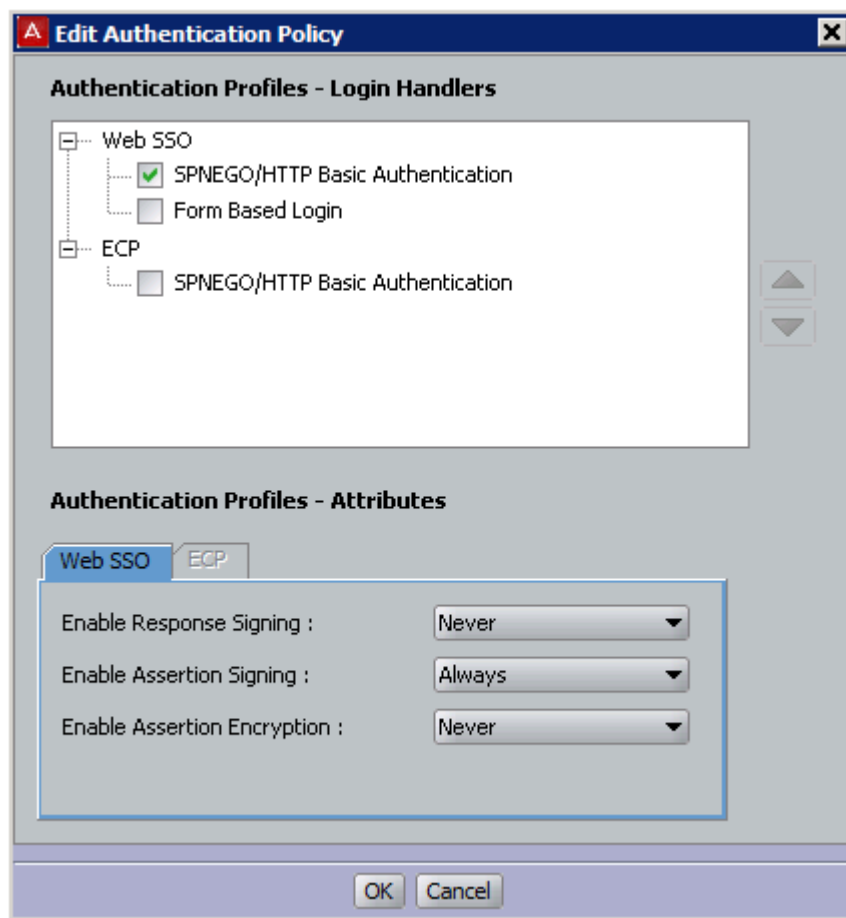 Edit Authentication Policy
Authentication Profiles - Login Handlers
Web SSO
SPNEGO/HTTP Basic Authentication
Form Based Login
ECP
SPNEGO/HTTP Basic Authentication
Authentication Profiles - Attributes
Web SSO ECP
Enable Response Signing : Never
Enable Assertion Signing : Always
Enable Assertion Encryption : Never
OK Cancel